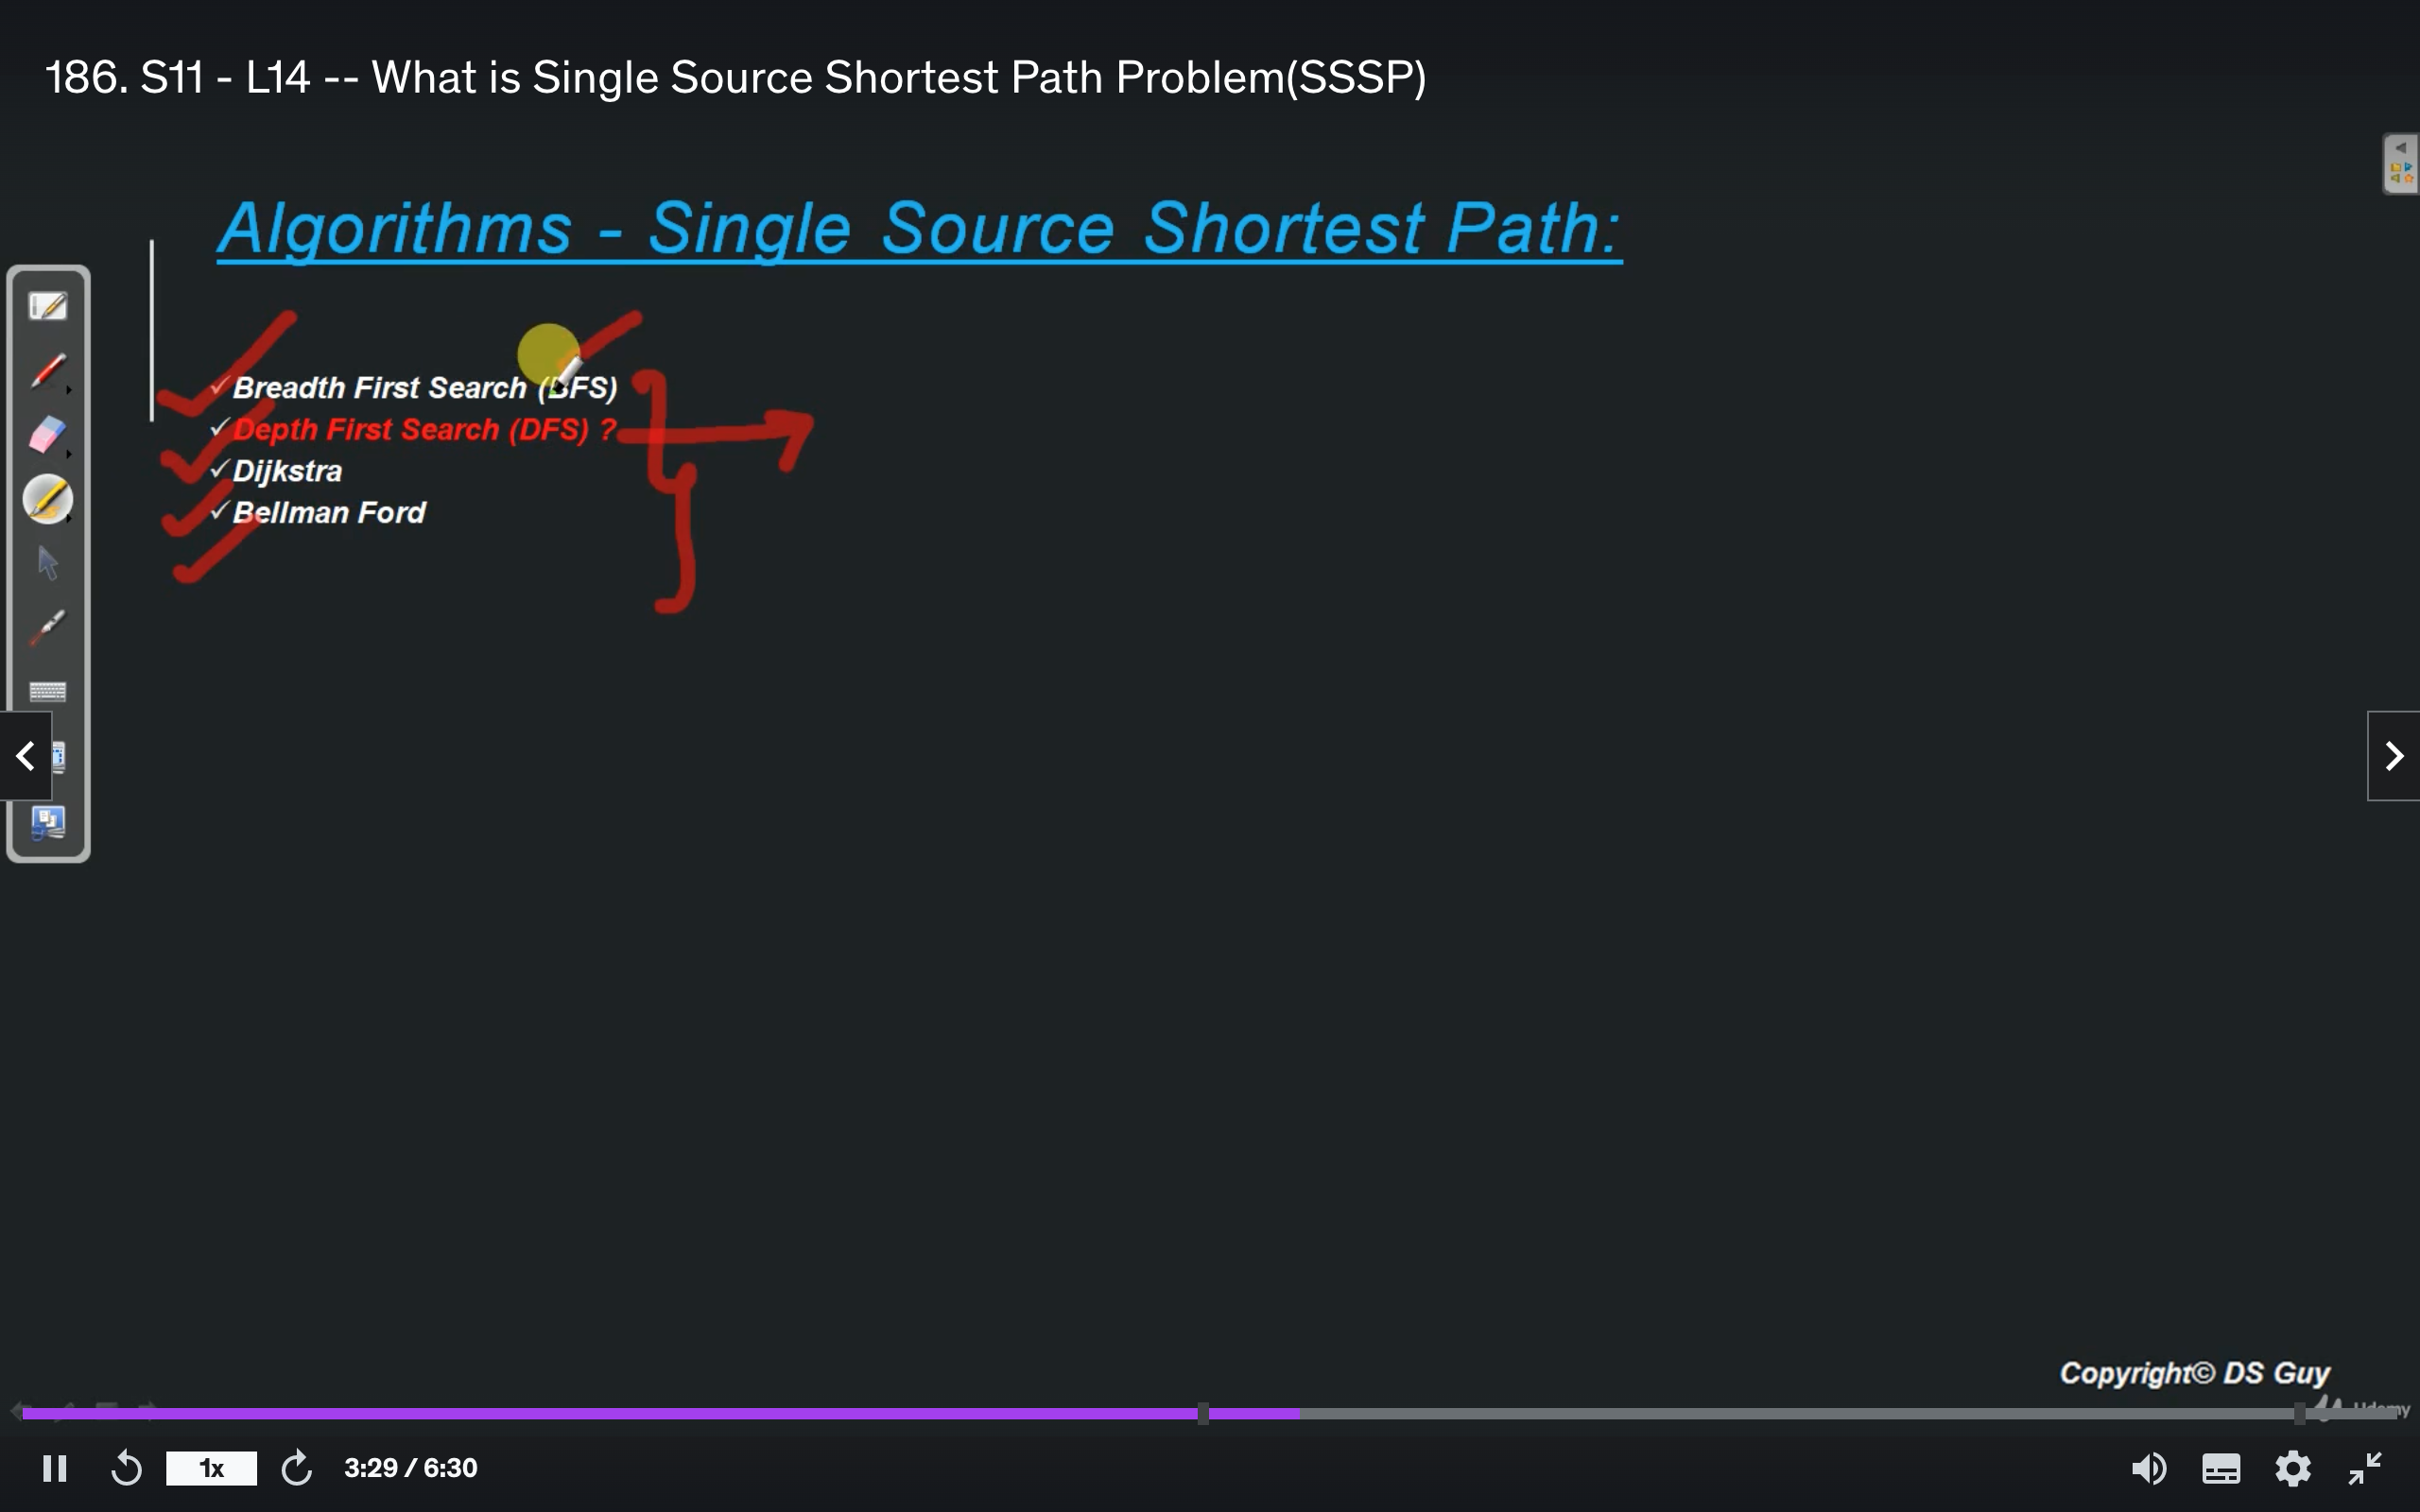 186. S11 - L14 -- What is Single Source Shortest Path Problem(SSSP)
Algorithms - Single Source Shortest Path:
✓Breadth First Search (BFS)
✓Depth First Search (DFS) ?
✓Dijkstra
✓Bellman Ford
Copyright© DS Guy
Udemy
1x
3:29 / 6:30